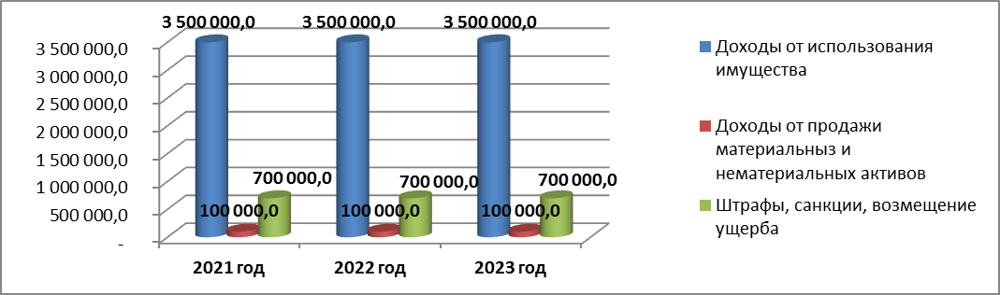 3 500 000,0 3 500 000,0 3 500 000,0
3 500 000,0
3 000 000,0
2 500 000,0
2 000 000,0
1 500 000,0
1 000 000,0
500 000,0
-
700 000,0 700 000,0 700 000,0
100 000,0 100 000,0 100 000,0
2021 год 2022 год 2023 год
Доходы от использования
имущества
Доходы от продажи
материальныз и
нематериальных активов
Штрафы, санкции, возмещение
ущерба